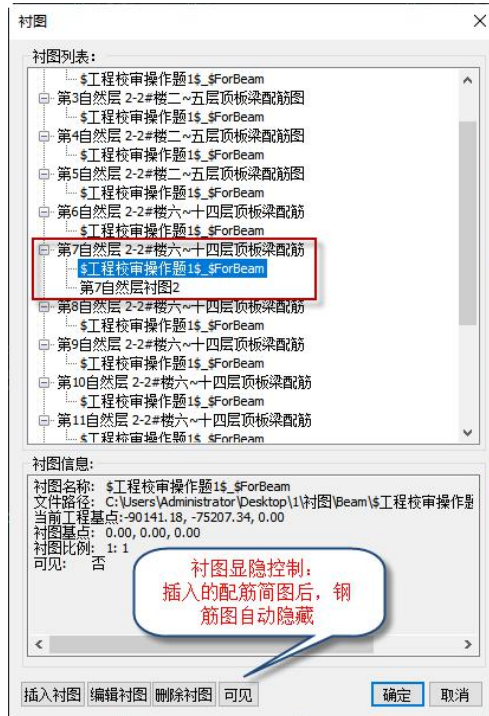 衬图
衬图列表：
$工程校审操作题1$_$ForBeam
第3自然层 2-2#楼二~五层顶板梁配筋图
$工程校审操作题1$_$ForBeam
第4自然层 2-2#楼二~五层顶板梁配筋图
$工程校审操作题1$_$ForBeam
第5自然层 2-2#楼二~五层顶板梁配筋图
$工程校审操作题1$_$ForBeam
第6自然层 2-2#楼六~十四层顶板梁配筋
$工程校审操作题1$_$ForBeam
第7自然层 2-2#楼六~十四层顶板梁配筋
$工程校审操作题1$_$ForBeam
第7自然层衬图2
第8自然层 2-2#楼六~十四层顶板梁配筋
$工程校审操作题1$_$ForBeam
第9自然层 2-2#楼六~十四层顶板梁配筋
$工程校审操作题1$_$ForBeam
第10自然层 2-2#楼六~十四层顶板梁配筋
$工程校审操作题1$_$ForBeam
第11自然层 2-2#楼六~十四层顶板梁配筋
$工程校审操作题1$_$ForBeam
衬图信息:
衬图名称: $工程校审操作题1$_$ForBeam
文件路径: C:\Users\Administrator\Desktop\1\衬图\Beam\$工程校审操作题
当前工程基点:-90141.18, -75207.34, 0.00
衬图基点: 0.00, 0.00, 0.00
衬图比例: 1: 1
可见: 否
衬图显隐控制：
插入的配筋简图后，钢
筋图自动隐藏
插入衬图 编辑衬图 删除衬图 可见 确定 取消